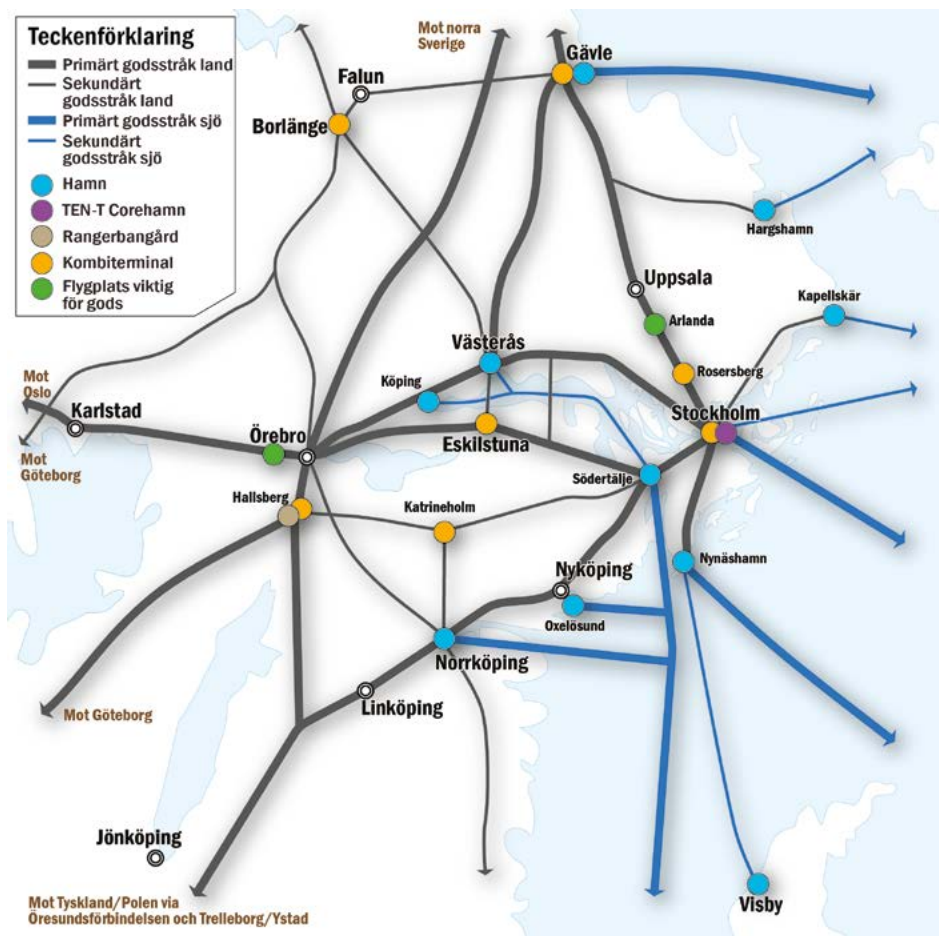 Teckenförklaring
Primärt godsstråk land
Sekundärt
godsstråk land
Primärt godsstråk sjö
Sekundärt
godsstråk sjö
Hamn
TEN-T Corehamn
Rangerbangård
Kombiterminal
Flygplats viktig
för gods
Mot norra
Sverige
Gävle
Falun
Borlänge
Hargshamn
Uppsala
Kapellskär
Arlanda
Västerås
Rosersberg
Mot
Oslo
Köping
Karlstad
Stockholm
Örebro
Eskilstuna
Mot
Göteborg
Södertälje
Hallsberg
Katrineholm
Nynäshamn
Nyköping
Oxelösund
Norrköping
Linköping
Mot Göteborg
Jönköping
Visby
Mot Tyskland/Polen via
Öresundsförbindelsen och Trelleborg/Ystad